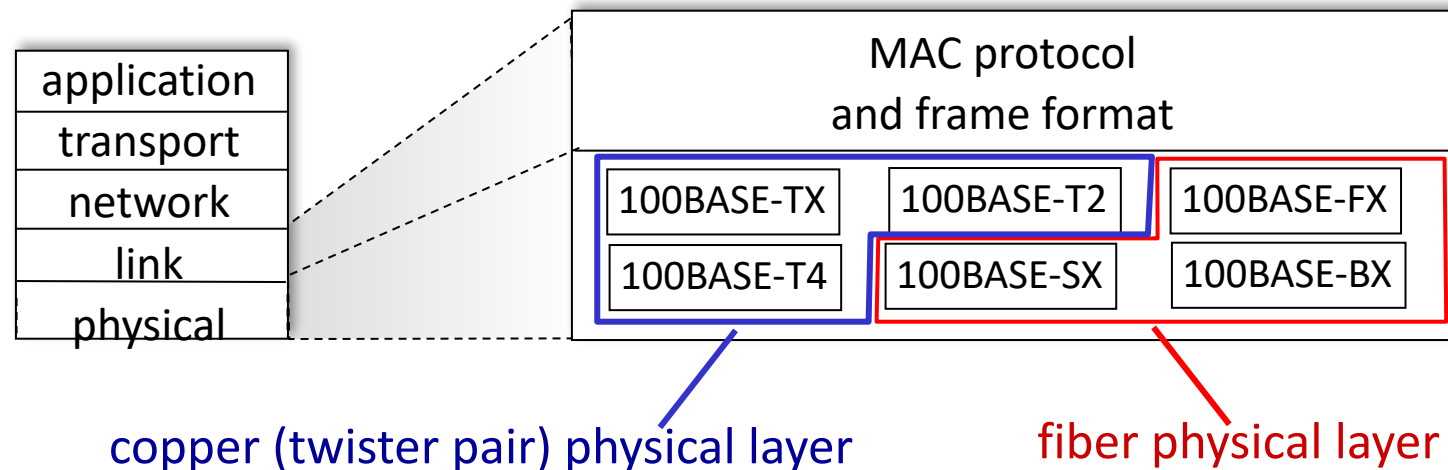 application
transport
network
link
physical
MAC protocol
and frame format
100BASE-TX
100BASE-T2
100BASE-FX
100BASE-T4
100BASE-SX
100BASE-BX
copper (twister pair) physical layer
fiber physical layer